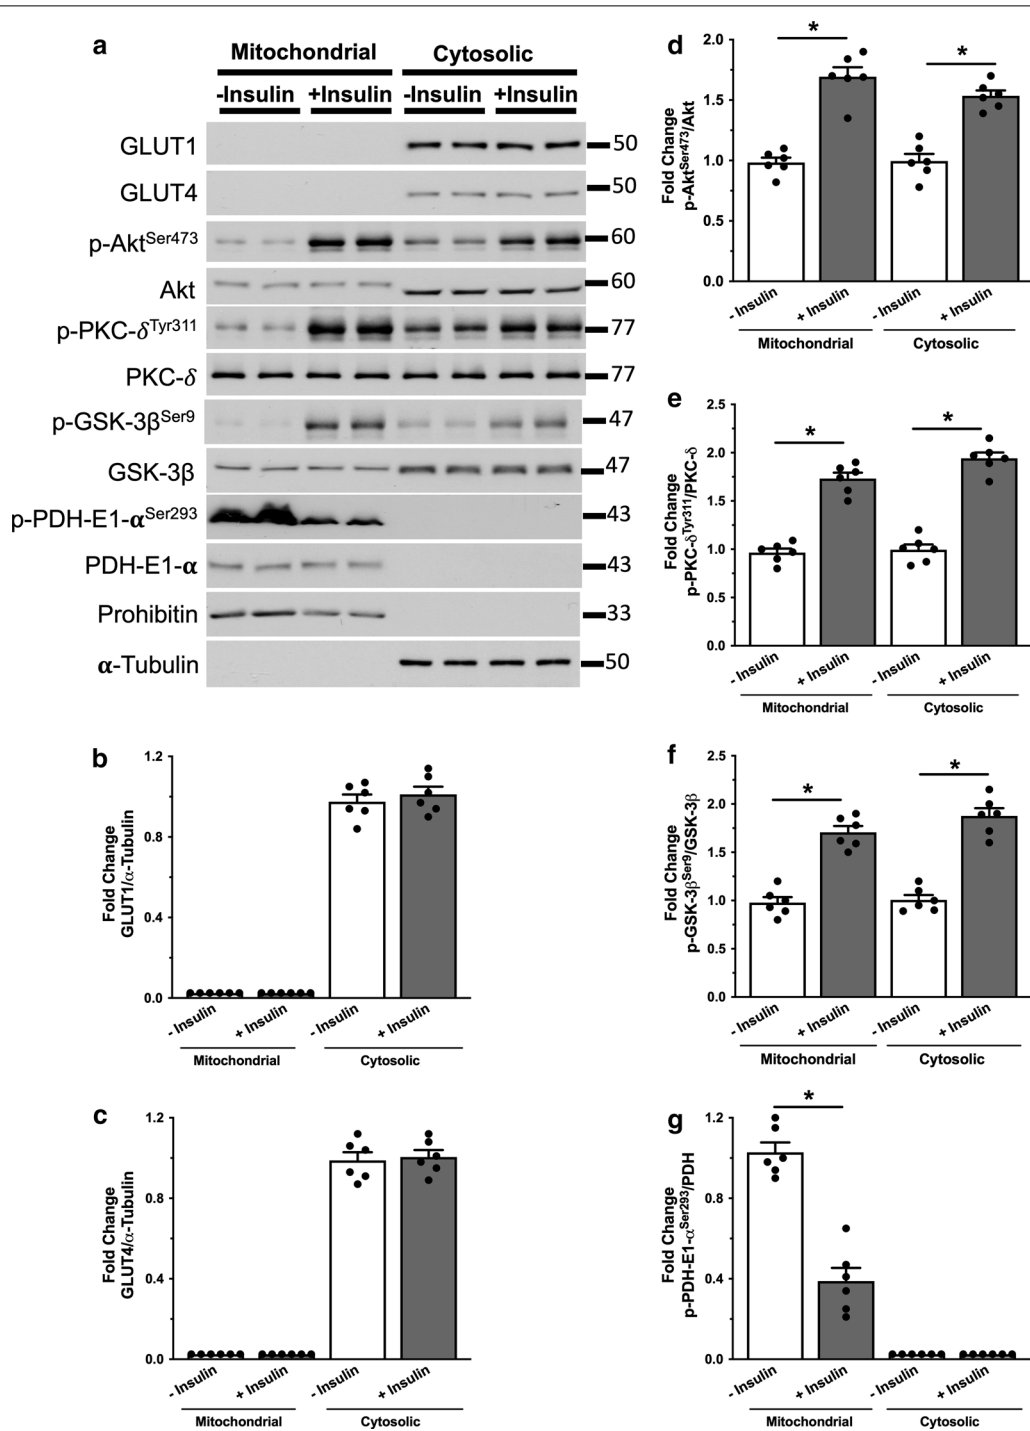 a
Mitochondrial
Cytosolic
-Insulin
+Insulin
-Insulin
+Insulin
GLUT1
50
GLUT4
50
p-Akt^Ser473
60
Akt
60
p-PKC-δ^Tyr311
77
PKC-δ
77
p-GSK-3β^Ser9
47
GSK-3β
47
p-PDH-E1-α^Ser293
43
PDH-E1-α
43
Prohibitin
33
α-Tubulin
50
b
Fold Change
GLUT1/α-Tubulin
1.2
0.8
0.4
0.0
- Insulin
+ Insulin
- Insulin
+ Insulin
Mitochondrial
Cytosolic
c
Fold Change
GLUT4/α-Tubulin
1.2
0.8
0.4
0.0
- Insulin
+ Insulin
- Insulin
+ Insulin
Mitochondrial
Cytosolic
d
Fold Change
p-Akt^Ser473/Akt
2.0
1.5
1.0
0.5
0.0
*
*
- Insulin
+ Insulin
- Insulin
+ Insulin
Mitochondrial
Cytosolic
e
Fold Change
p-PKC-δ^Tyr311/PKC-δ
2.5
2.0
1.5
1.0
0.5
0.0
*
*
- Insulin
+ Insulin
- Insulin
+ Insulin
Mitochondrial
Cytosolic
f
Fold Change
p-GSK-3β^Ser9/GSK-3β
2.5
2.0
1.5
1.0
0.5
0.0
*
*
- Insulin
+ Insulin
- Insulin
+ Insulin
Mitochondrial
Cytosolic
g
Fold Change
p-PDH-E1-α^Ser293/PDH
1.2
0.8
0.4
0.0
*
- Insulin
+ Insulin
- Insulin
+ Insulin
Mitochondrial
Cytosolic